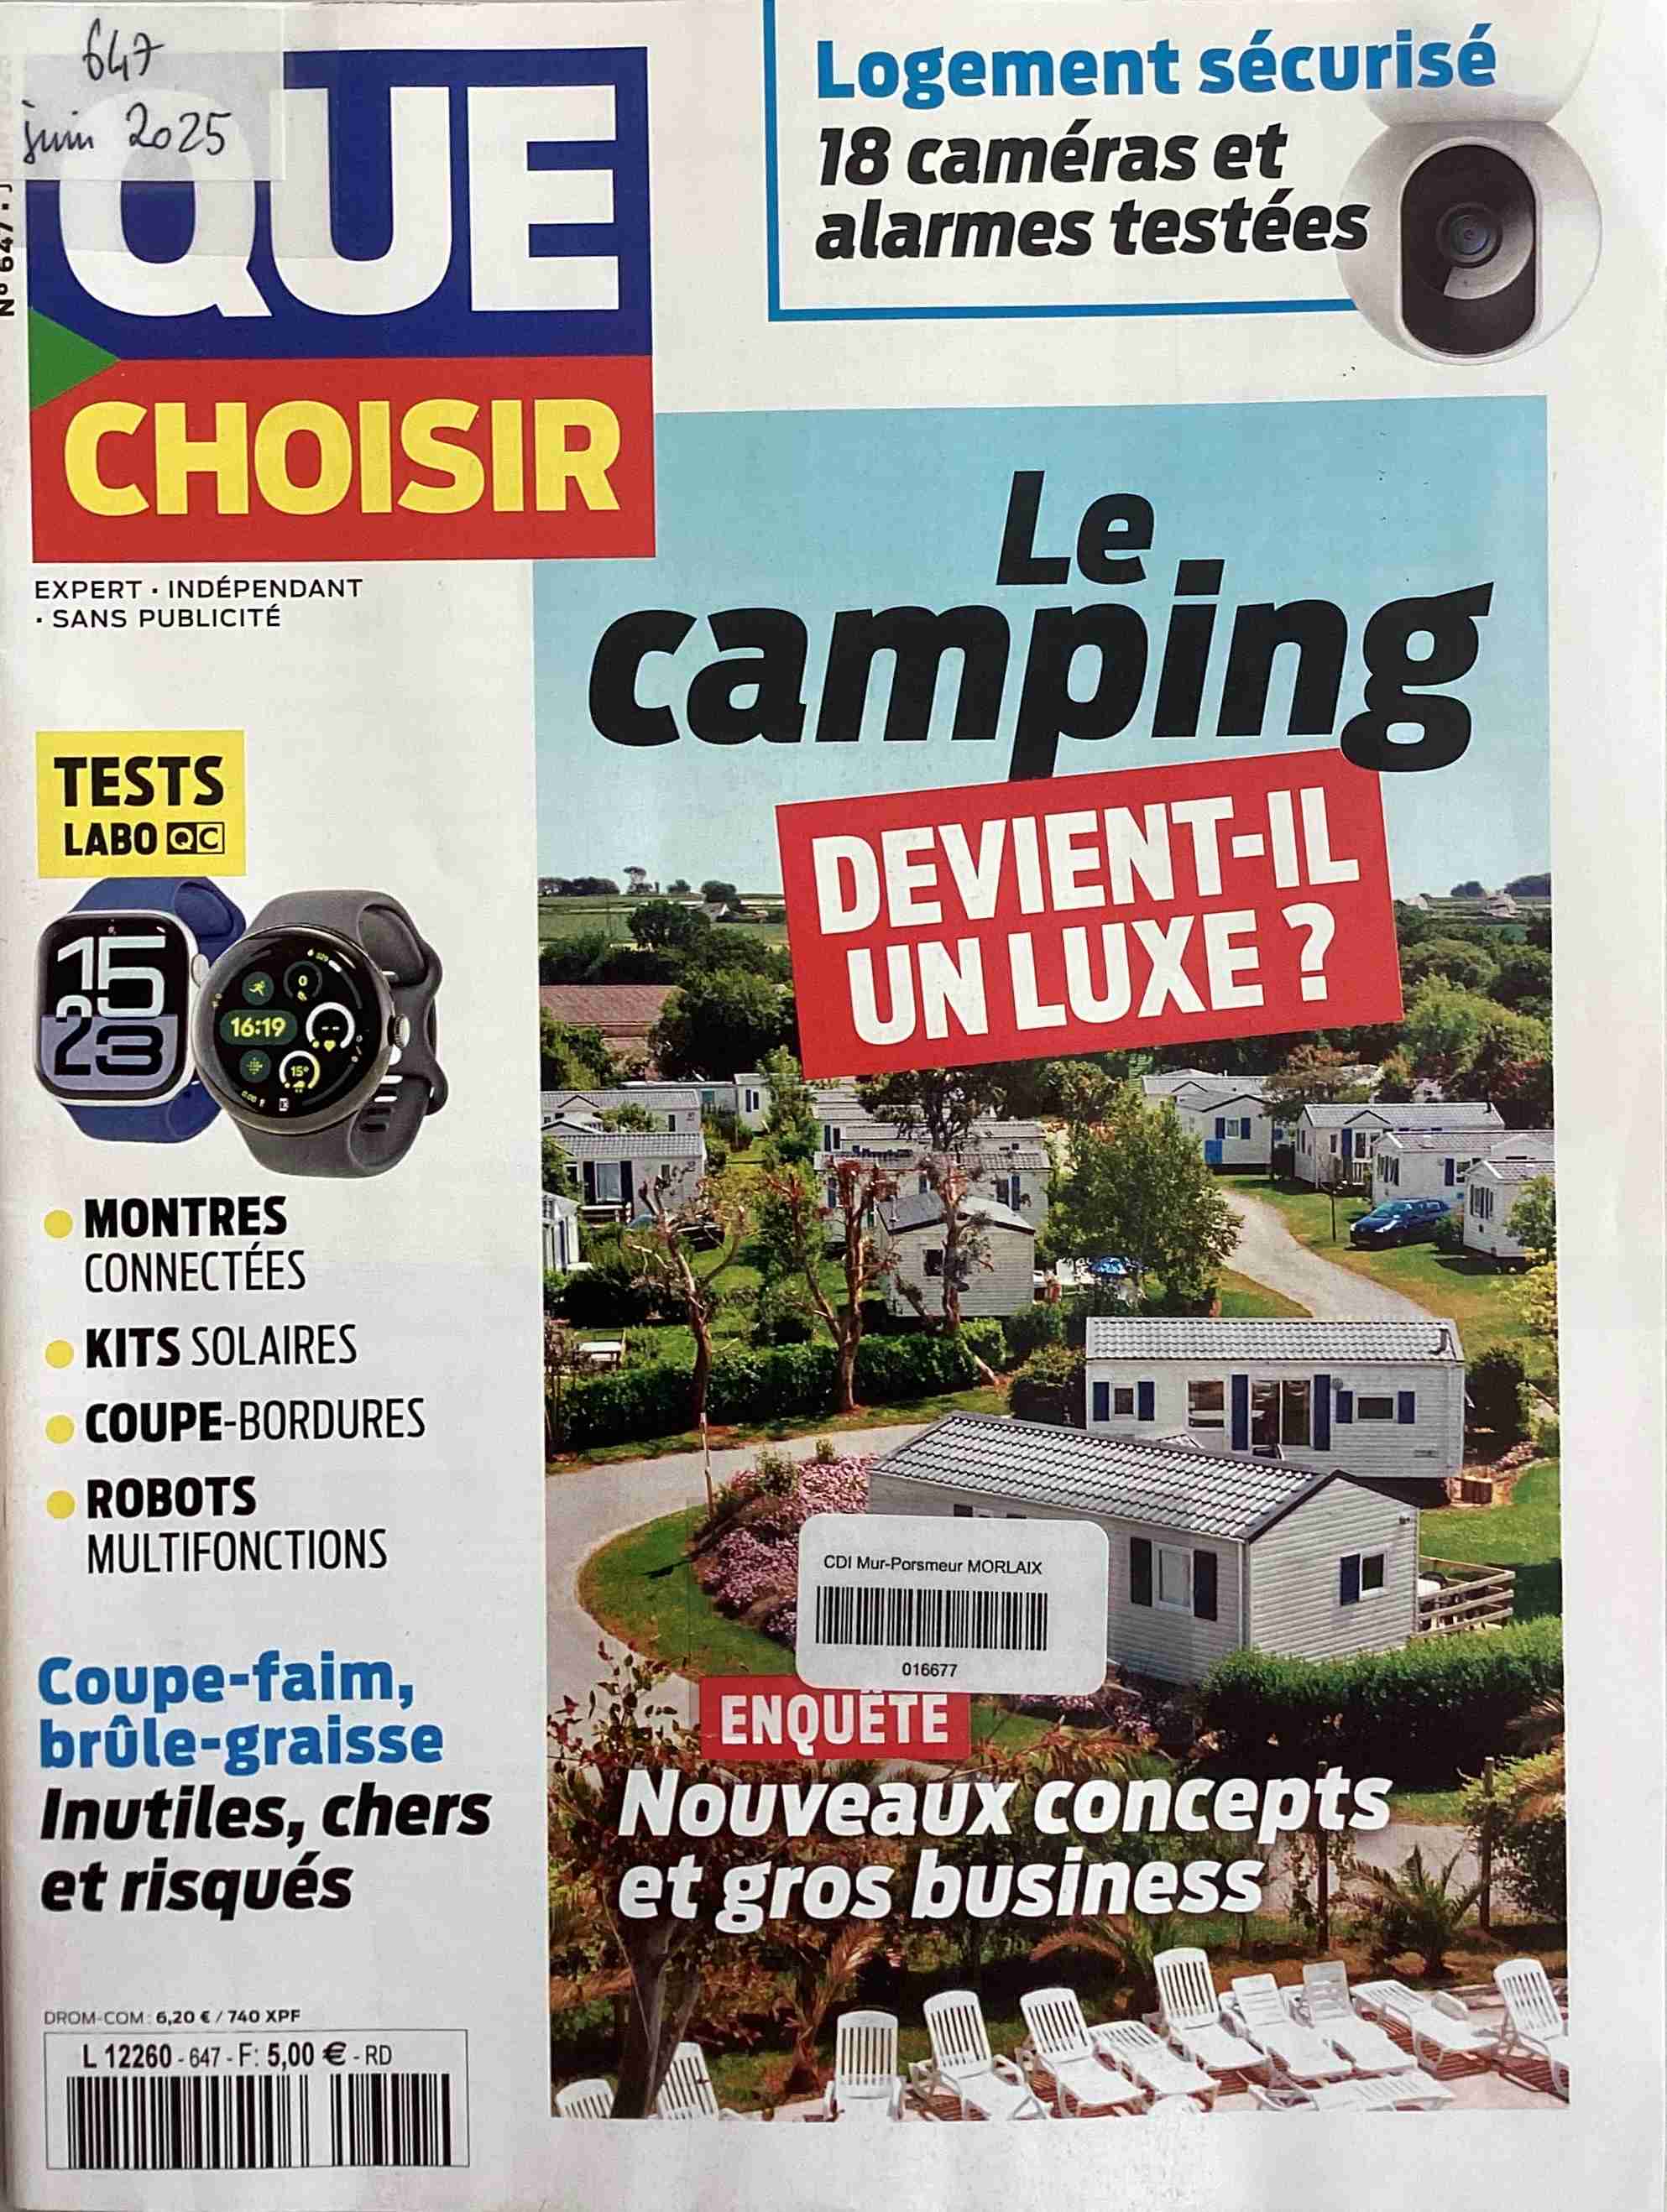 647
juin 2025
QUE
CHOISIR
EXPERT · INDÉPENDANT
· SANS PUBLICITÉ
Logement sécurisé
18 caméras et
alarmes testées
Le
camping
DEVIENT-IL
UN LUXE ?
TESTS
LABO QC
15
23
16:19
15°
MONTRES
CONNECTÉES
KITS SOLAIRES
COUPE-BORDURES
ROBOTS
MULTIFONCTIONS
Coupe-faim,
brûle-graisse
Inutiles, chers
et risqués
CDI Mur-Porsmeur MORLAIX
016677
ENQUÊTE
Nouveaux concepts
et gros business
DROM-COM : 6,20 € / 740 XPF
L 12260 - 647 - F: 5,00 € - RD